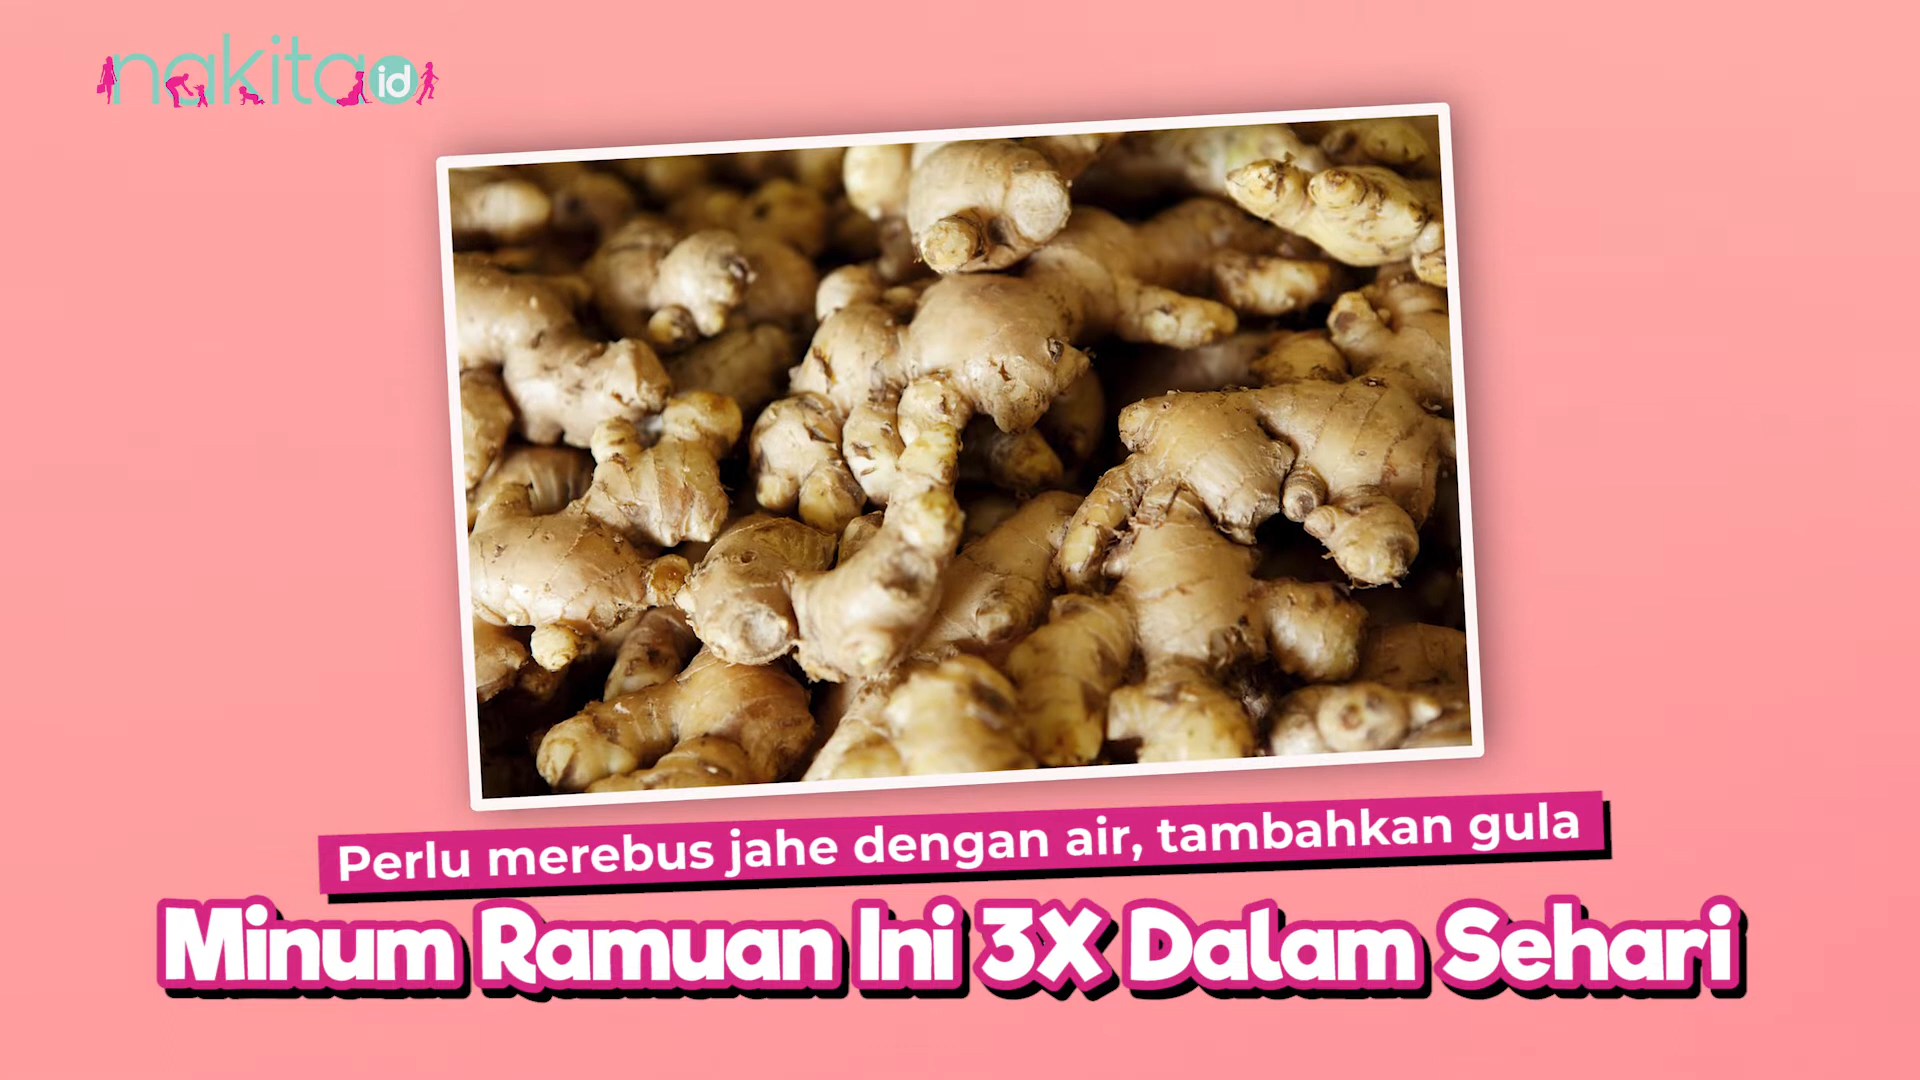 nakita id
Perlu merebus jahe dengan air, tambahkan gula
Minum Ramuan Ini 3X Dalam Sehari